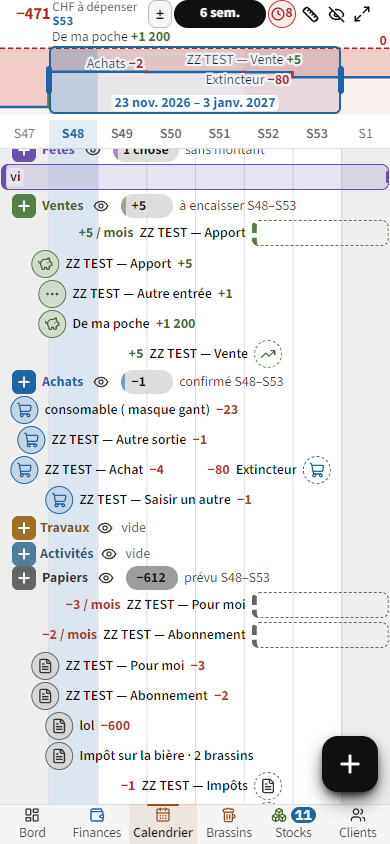 −471 CHF à dépenser
S53
± 6 sem. 8
De ma poche +1 200
0
Achats −2 ZZ TEST — Vente +5
Extincteur −80
23 nov. 2026 – 3 janv. 2027
S47 S48 S49 S50 S51 S52 S53 S1
Fêtes 1 chose sans montant
vi
Ventes +5 à encaisser S48–S53
+5 / mois ZZ TEST — Apport
ZZ TEST — Apport +5
ZZ TEST — Autre entrée +1
De ma poche +1 200
+5 ZZ TEST — Vente
Achats −1 confirmé S48–S53
consomable ( masque gant) −23
ZZ TEST — Autre sortie −1
ZZ TEST — Achat −4 −80 Extincteur
ZZ TEST — Saisir un autre −1
Travaux vide
Activités vide
Papiers −612 prévu S48–S53
−3 / mois ZZ TEST — Pour moi
−2 / mois ZZ TEST — Abonnement
ZZ TEST — Pour moi −3
ZZ TEST — Abonnement −2
lol −600
Impôt sur la bière · 2 brassins
−1 ZZ TEST — Impôts
Bord Finances Calendrier Brassins Stocks 11 Clients